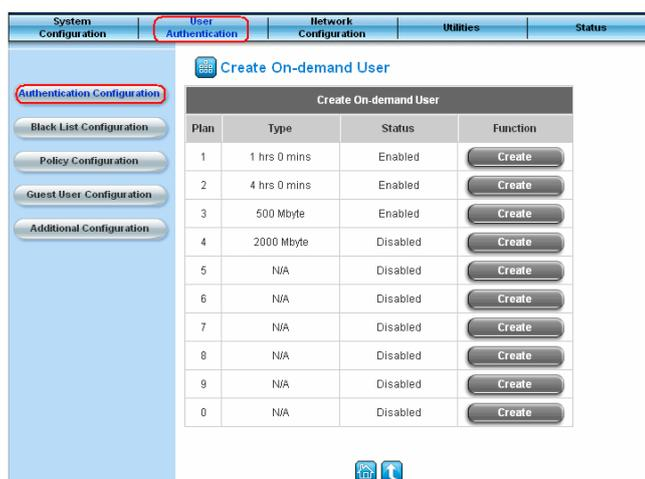 System Configuration
User Authentication
Network Configuration
Utilities
Status
Authentication Configuration
Black List Configuration
Policy Configuration
Guest User Configuration
Additional Configuration
Create On-demand User
Create On-demand User
Plan Type Status Function
1 1 hrs 0 mins Enabled Create
2 4 hrs 0 mins Enabled Create
3 500 Mbyte Enabled Create
4 2000 Mbyte Disabled Create
5 N/A Disabled Create
6 N/A Disabled Create
7 N/A Disabled Create
8 N/A Disabled Create
9 N/A Disabled Create
0 N/A Disabled Create